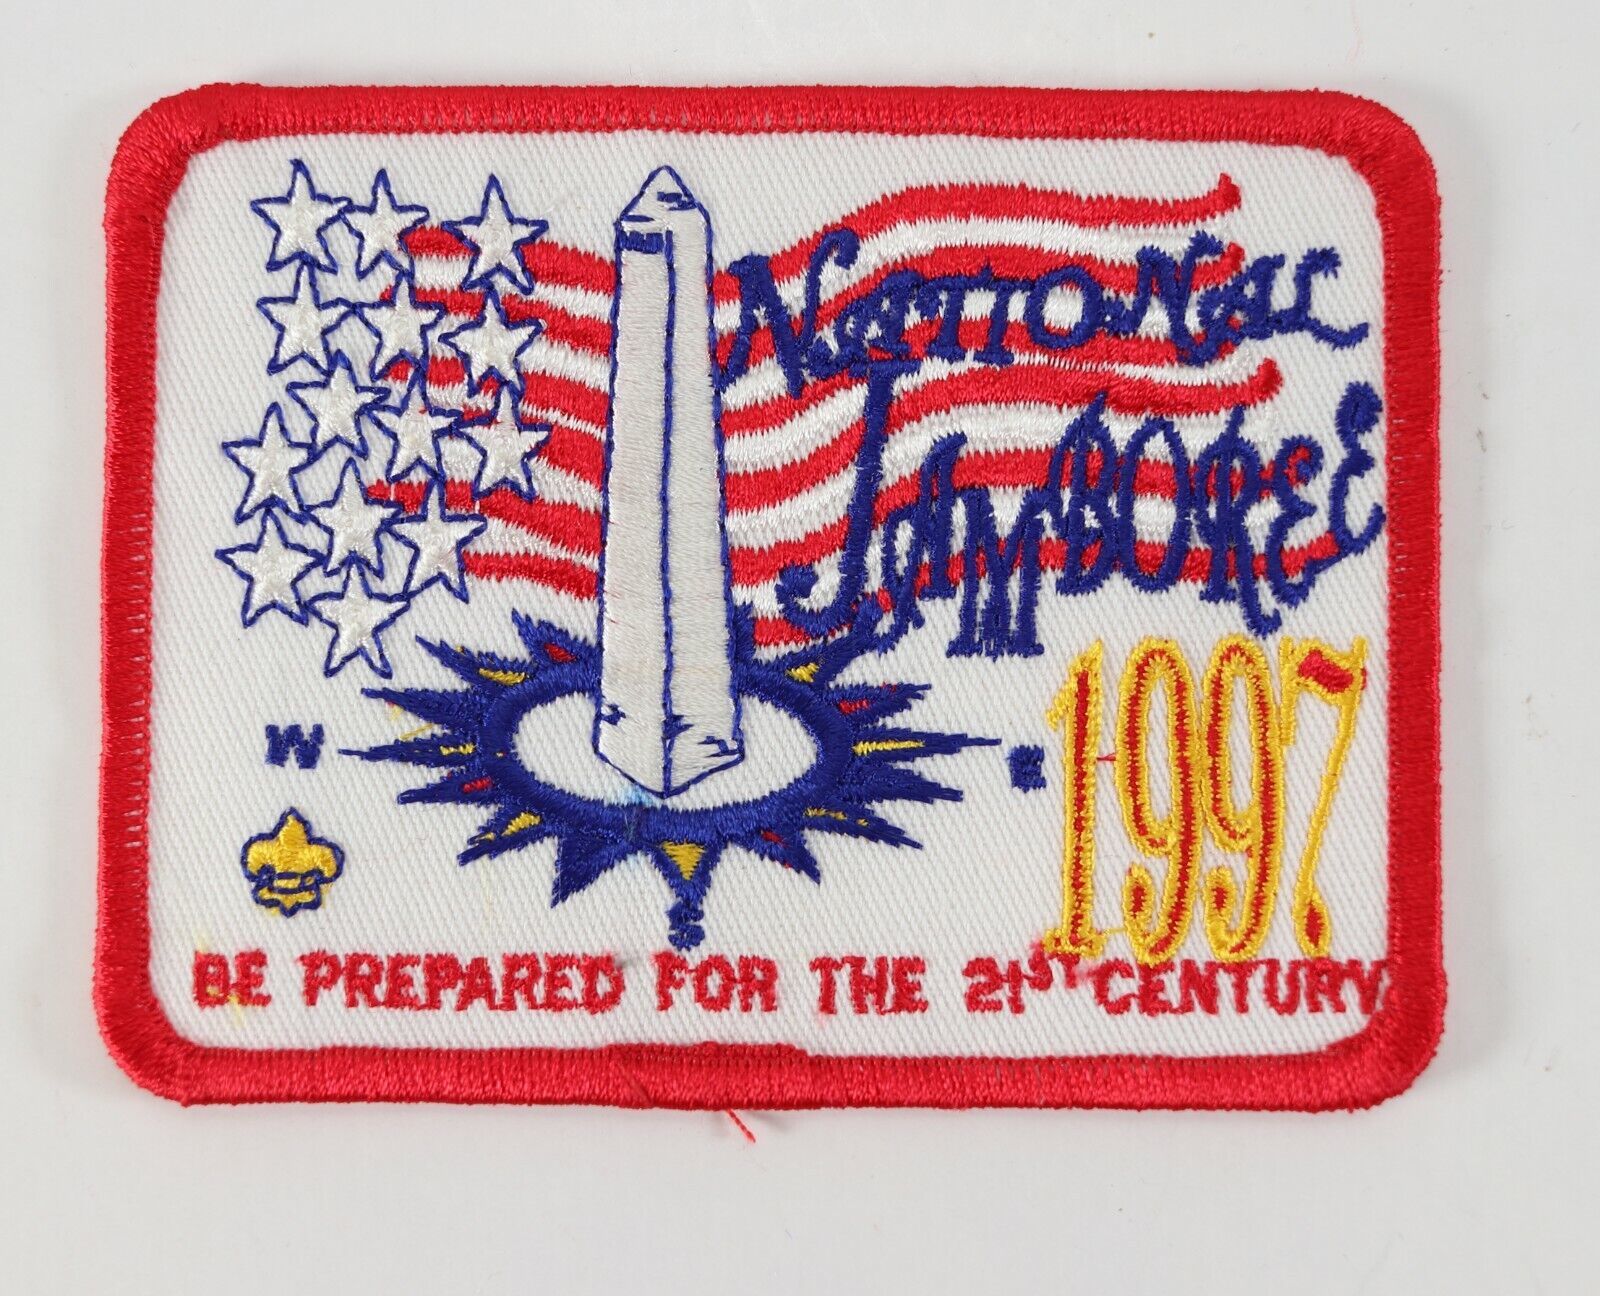 NATIONAL
JAMBOREE
1997
W
E
S
BE PREPARED FOR THE 21ST CENTURY